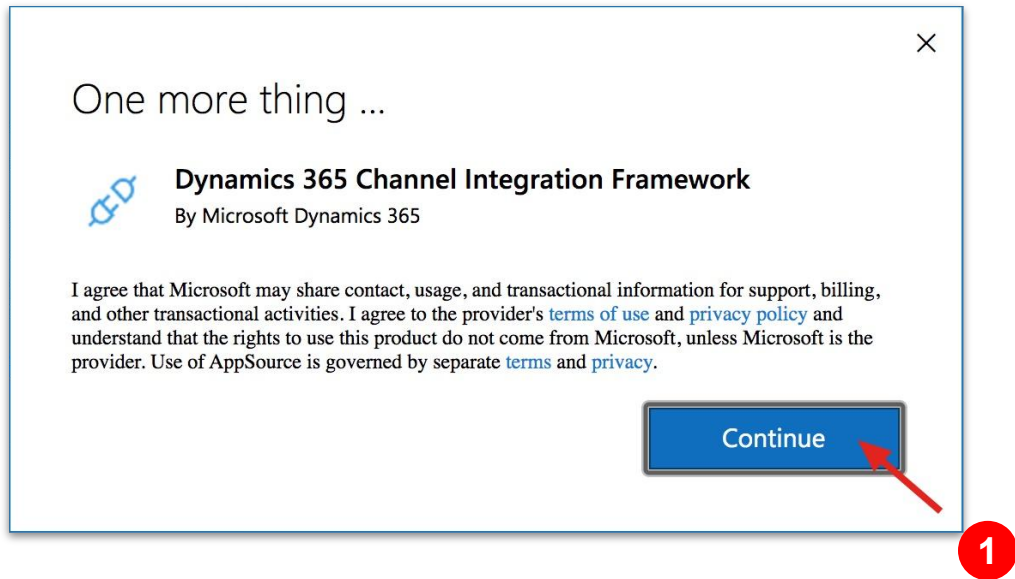 One more thing ...
Dynamics 365 Channel Integration Framework
By Microsoft Dynamics 365
I agree that Microsoft may share contact, usage, and transactional information for support, billing,
and other transactional activities. I agree to the provider's terms of use and privacy policy and
understand that the rights to use this product do not come from Microsoft, unless Microsoft is the
provider. Use of AppSource is governed by separate terms and privacy.
Continue
1